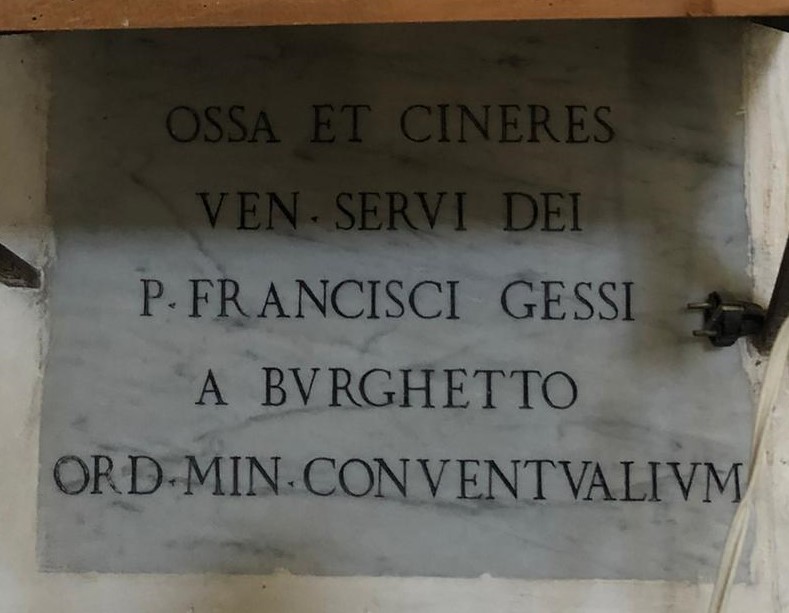 OSSA ET CINERES
VEN · SERVI DEI
P · FRANCISCI GESSI
A BVRGHETTO
ORD · MIN · CONVENTVALIVM